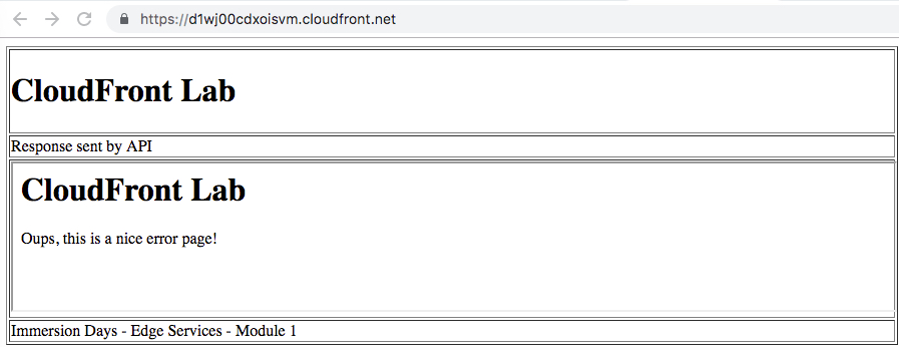 https://d1wj00cdxoisvm.cloudfront.net
CloudFront Lab
Response sent by API
CloudFront Lab
Oups, this is a nice error page!
Immersion Days - Edge Services - Module 1